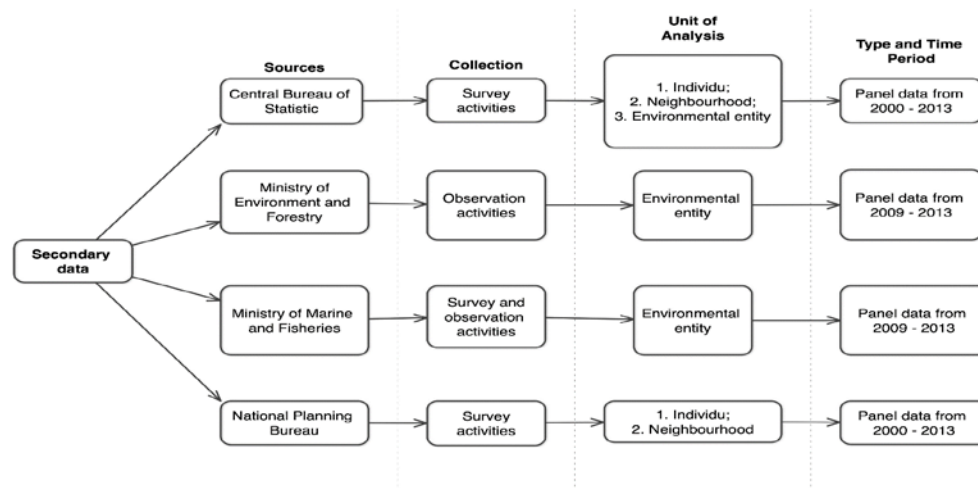 Unit of
Analysis
Type and Time
Period
Sources
Collection
Central Bureau of
Statistic
Survey
activities
1. Individu;
2. Neighbourhood;
3. Environmental entity
Panel data from
2000 - 2013
Ministry of
Environment and
Forestry
Observation
activities
Environmental
entity
Panel data from
2009 - 2013
Secondary
data
Ministry of Marine
and Fisheries
Survey and
observation
activities
Environmental
entity
Panel data from
2009 - 2013
National Planning
Bureau
Survey
activities
1. Individu;
2. Neighbourhood
Panel data from
2000 - 2013